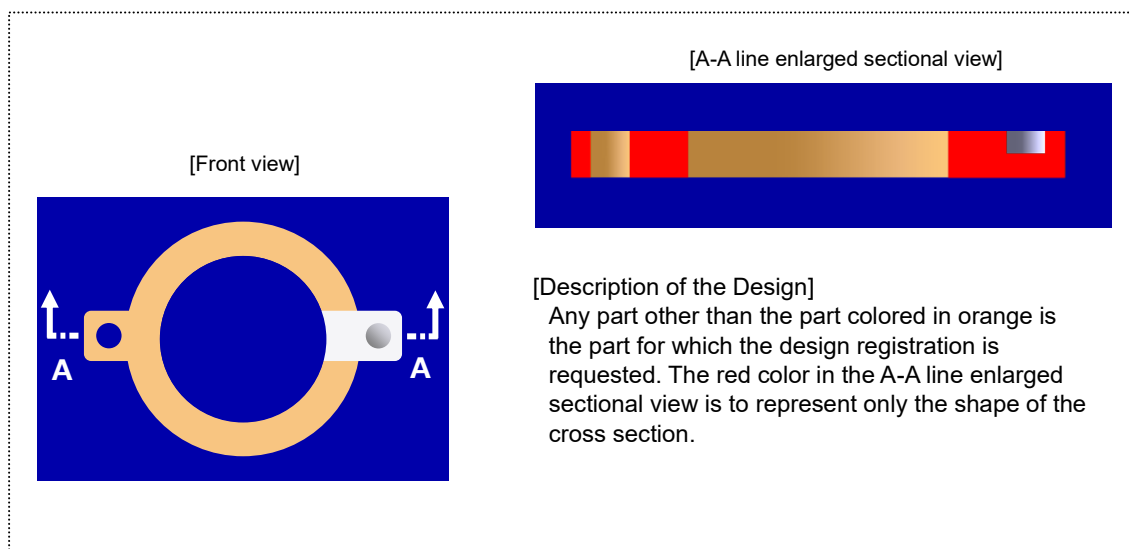 [A-A line enlarged sectional view]
[Front view]
A
A
[Description of the Design]
Any part other than the part colored in orange is
the part for which the design registration is
requested. The red color in the A-A line enlarged
sectional view is to represent only the shape of the
cross section.